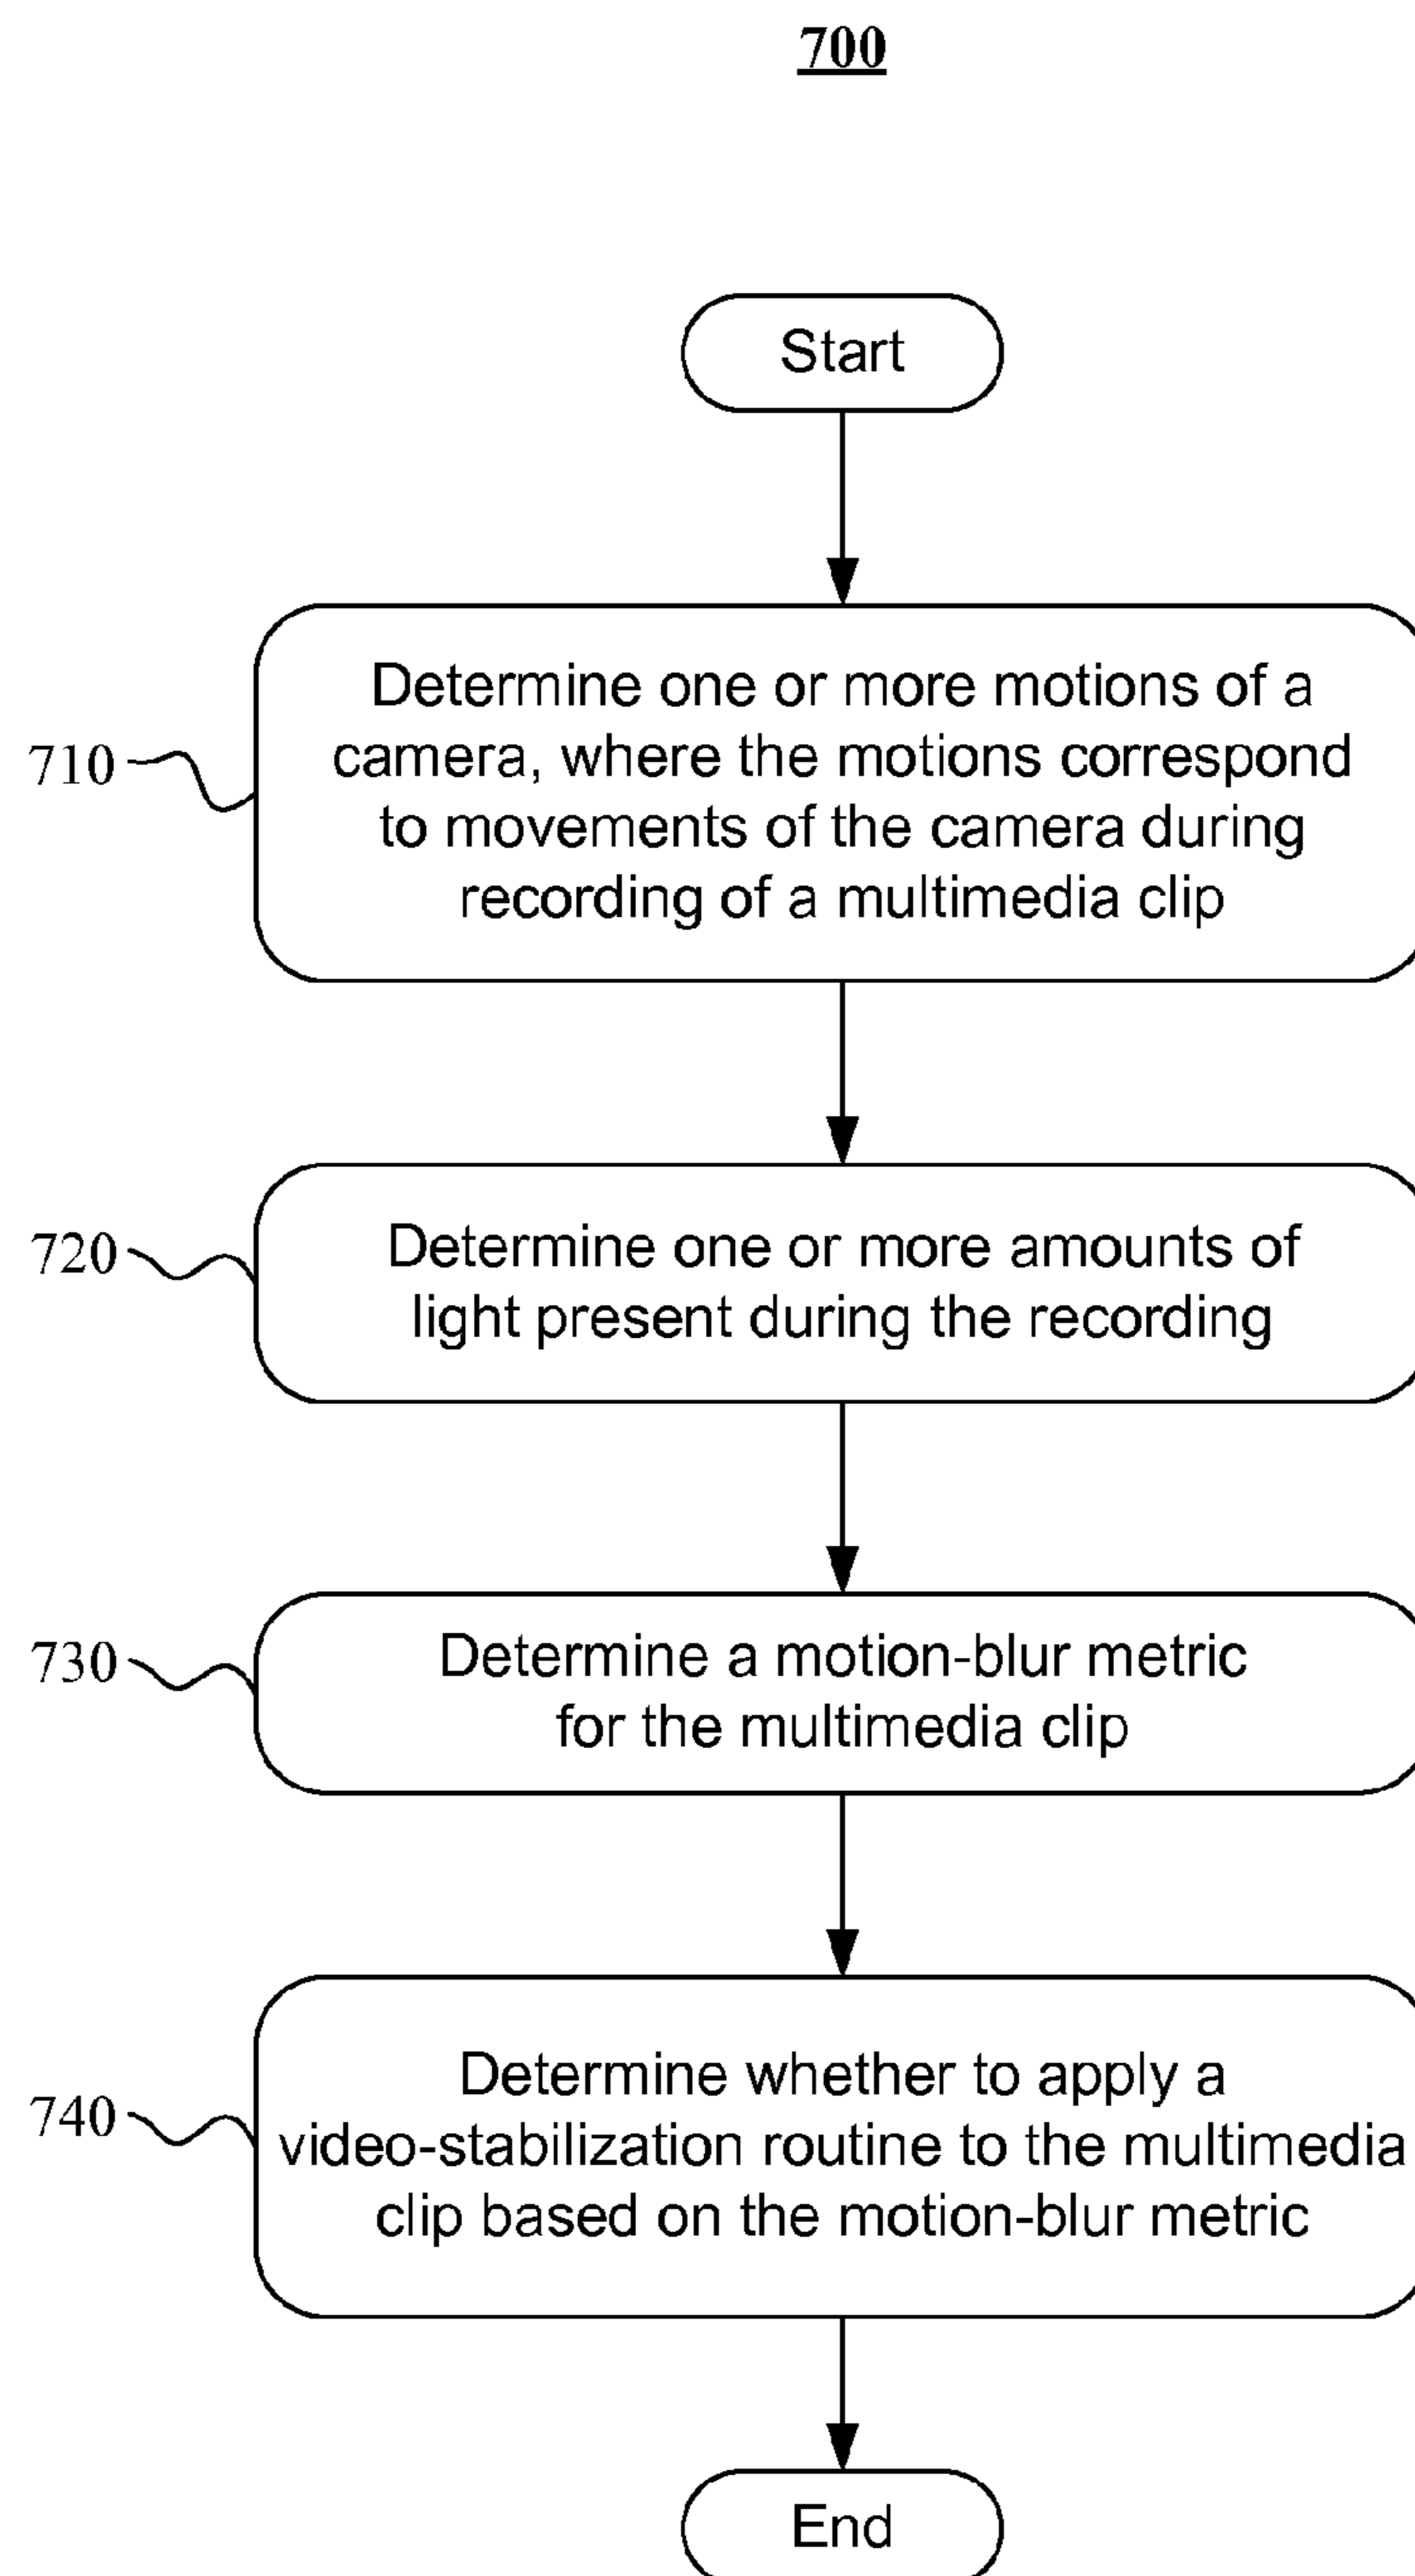 700
Start
710
Determine one or more motions of a
camera, where the motions correspond
to movements of the camera during
recording of a multimedia clip
720
Determine one or more amounts of
light present during the recording
730
Determine a motion-blur metric
for the multimedia clip
740
Determine whether to apply a
video-stabilization routine to the multimedia
clip based on the motion-blur metric
End